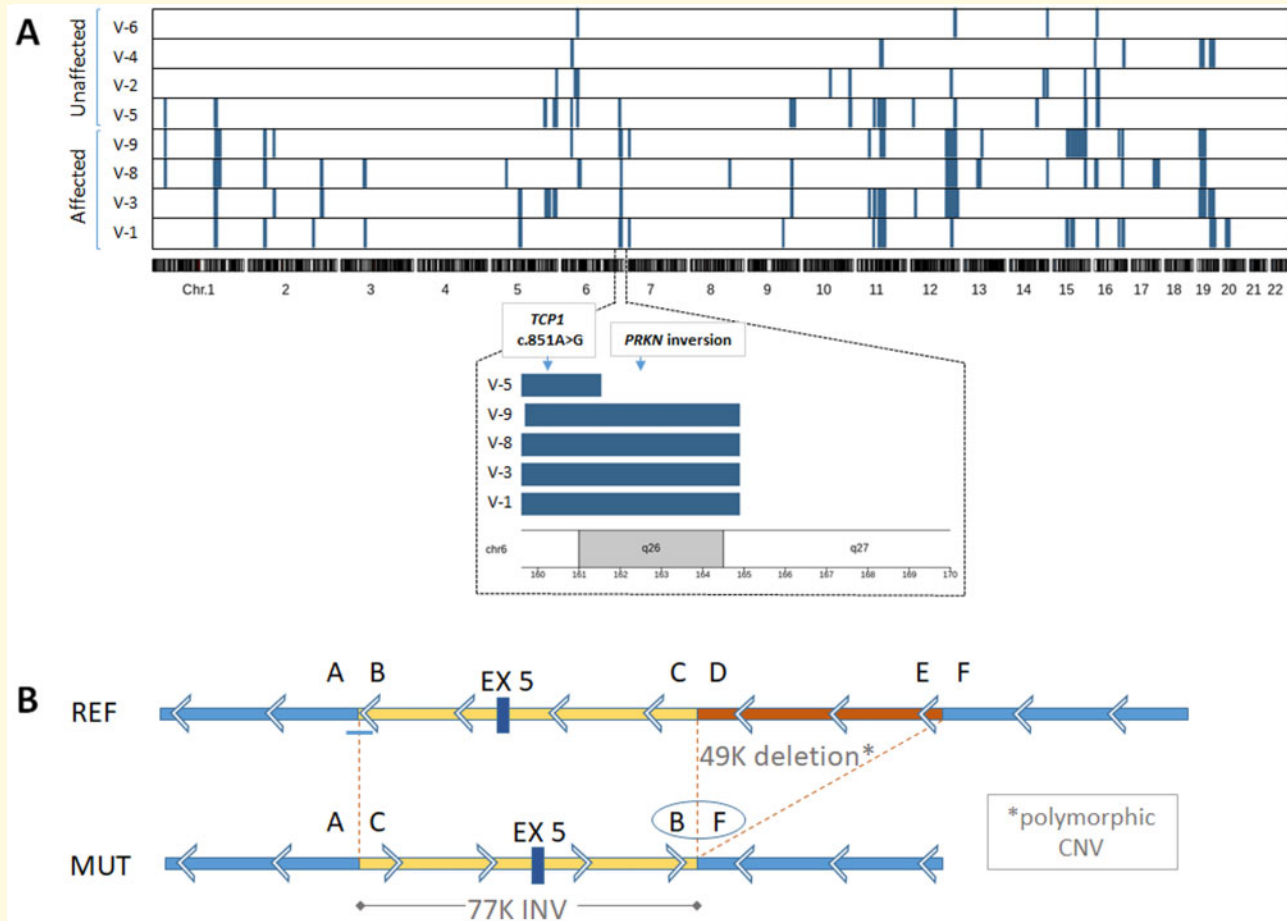 A
Unaffected
V-6
V-4
V-2
V-5
Affected
V-9
V-8
V-3
V-1
Chr.1 2 3 4 5 6 7 8 9 10 11 12 13 14 15 16 17 18 19 20 21 22
TCP1
c.851A>G
PRKN inversion
V-5
V-9
V-8
V-3
V-1
chr6 q26 q27
160 161 162 163 164 165 166 167 168 169 170
B
A B EX 5 C D E F
REF
49K deletion*
A C EX 5 B F
MUT
77K INV
*polymorphic
CNV